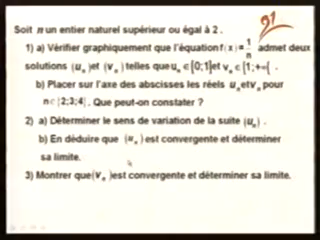 Soit n un entier naturel supérieur ou égal à 2 .
1) a) Vérifier graphiquement que l'équation f(x) = 1/n admet deux
solutions (uₙ) et (vₙ) telles que uₙ ∈ [0;1] et vₙ ∈ [1;+∞[ .
b) Placer sur l'axe des abscisses les réels uₙ et vₙ pour
n ∈ {2;3;4} . Que peut-on constater ?
2) a) Déterminer le sens de variation de la suite (uₙ) .
b) En déduire que (uₙ) est convergente et déterminer
sa limite.
3) Montrer que (vₙ) est convergente et déterminer sa limite.